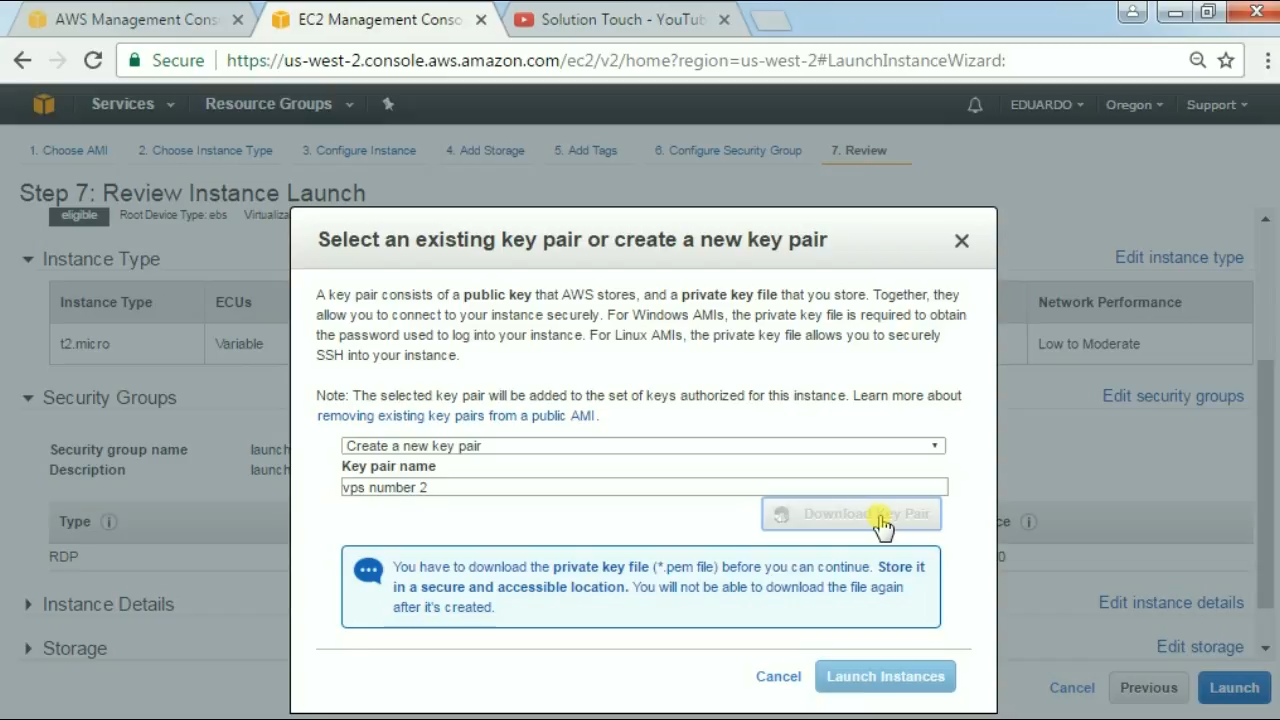 AWS Management Cons
EC2 Management Conso
Solution Touch - YouTub
Secure
https://us-west-2.console.aws.amazon.com/ec2/v2/home?region=us-west-2#LaunchInstanceWizard:
Services
Resource Groups
EDUARDO
Oregon
Support
1. Choose AMI
2. Choose Instance Type
3. Configure Instance
4. Add Storage
5. Add Tags
6. Configure Security Group
7. Review
Step 7: Review Instance Launch
eligible
Root Device Type: ebs
Virtualiza
Instance Type
Edit instance type
Instance Type
ECUs
Network Performance
t2.micro
Variable
Low to Moderate
Security Groups
Edit security groups
Security group name
launch
Description
launch
Type
ce
RDP
0
Instance Details
Edit instance details
Storage
Edit storage
Cancel
Previous
Launch
Select an existing key pair or create a new key pair
A key pair consists of a public key that AWS stores, and a private key file that you store. Together, they
allow you to connect to your instance securely. For Windows AMIs, the private key file is required to obtain
the password used to log into your instance. For Linux AMIs, the private key file allows you to securely
SSH into your instance.
Note: The selected key pair will be added to the set of keys authorized for this instance. Learn more about
removing existing key pairs from a public AMI.
Create a new key pair
Key pair name
vps number 2
Download Key Pair
You have to download the private key file (*.pem file) before you can continue. Store it
in a secure and accessible location. You will not be able to download the file again
after it's created.
Cancel
Launch Instances